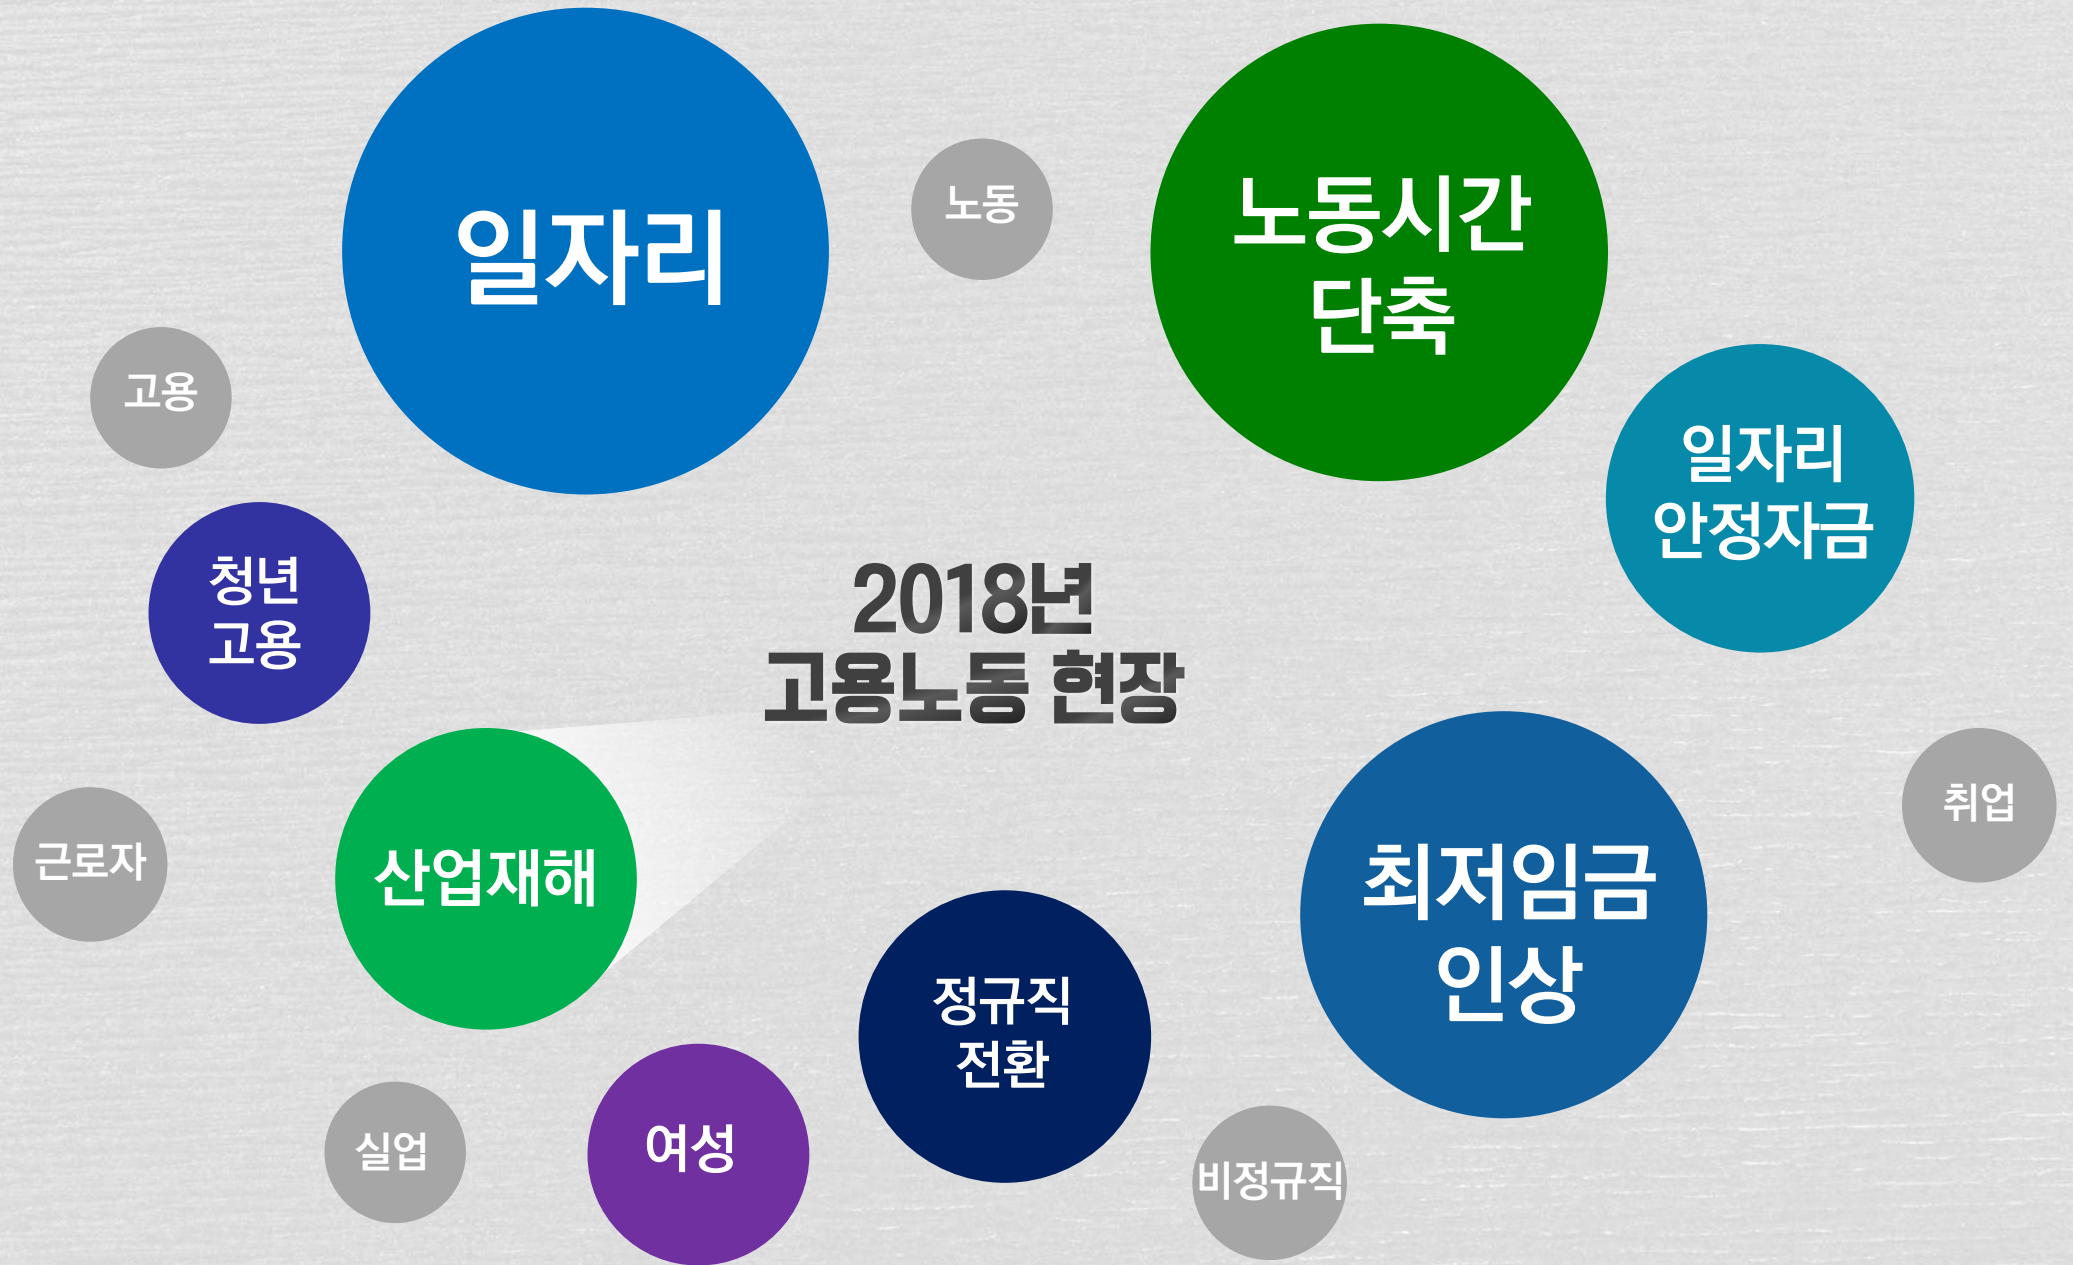 일자리
노동
노동시간
단축
고용
일자리
안정자금
청년
고용
2018년
고용노동 현장
산업재해
근로자
취업
최저임금
인상
정규직
전환
실업
여성
비정규직